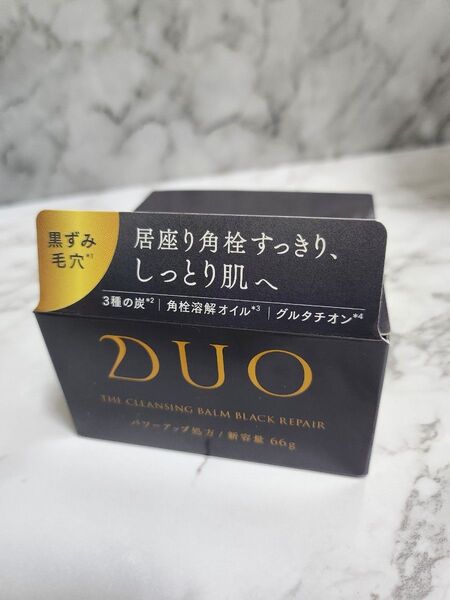 黒ずみ
毛穴*1
居座り角栓すっきり、
しっとり肌へ
3種の炭*2 | 角栓溶解オイル*3 | グルタチオン*4
DUO
THE CLEANSING BALM BLACK REPAIR
パワーアップ処方/新容量 66g